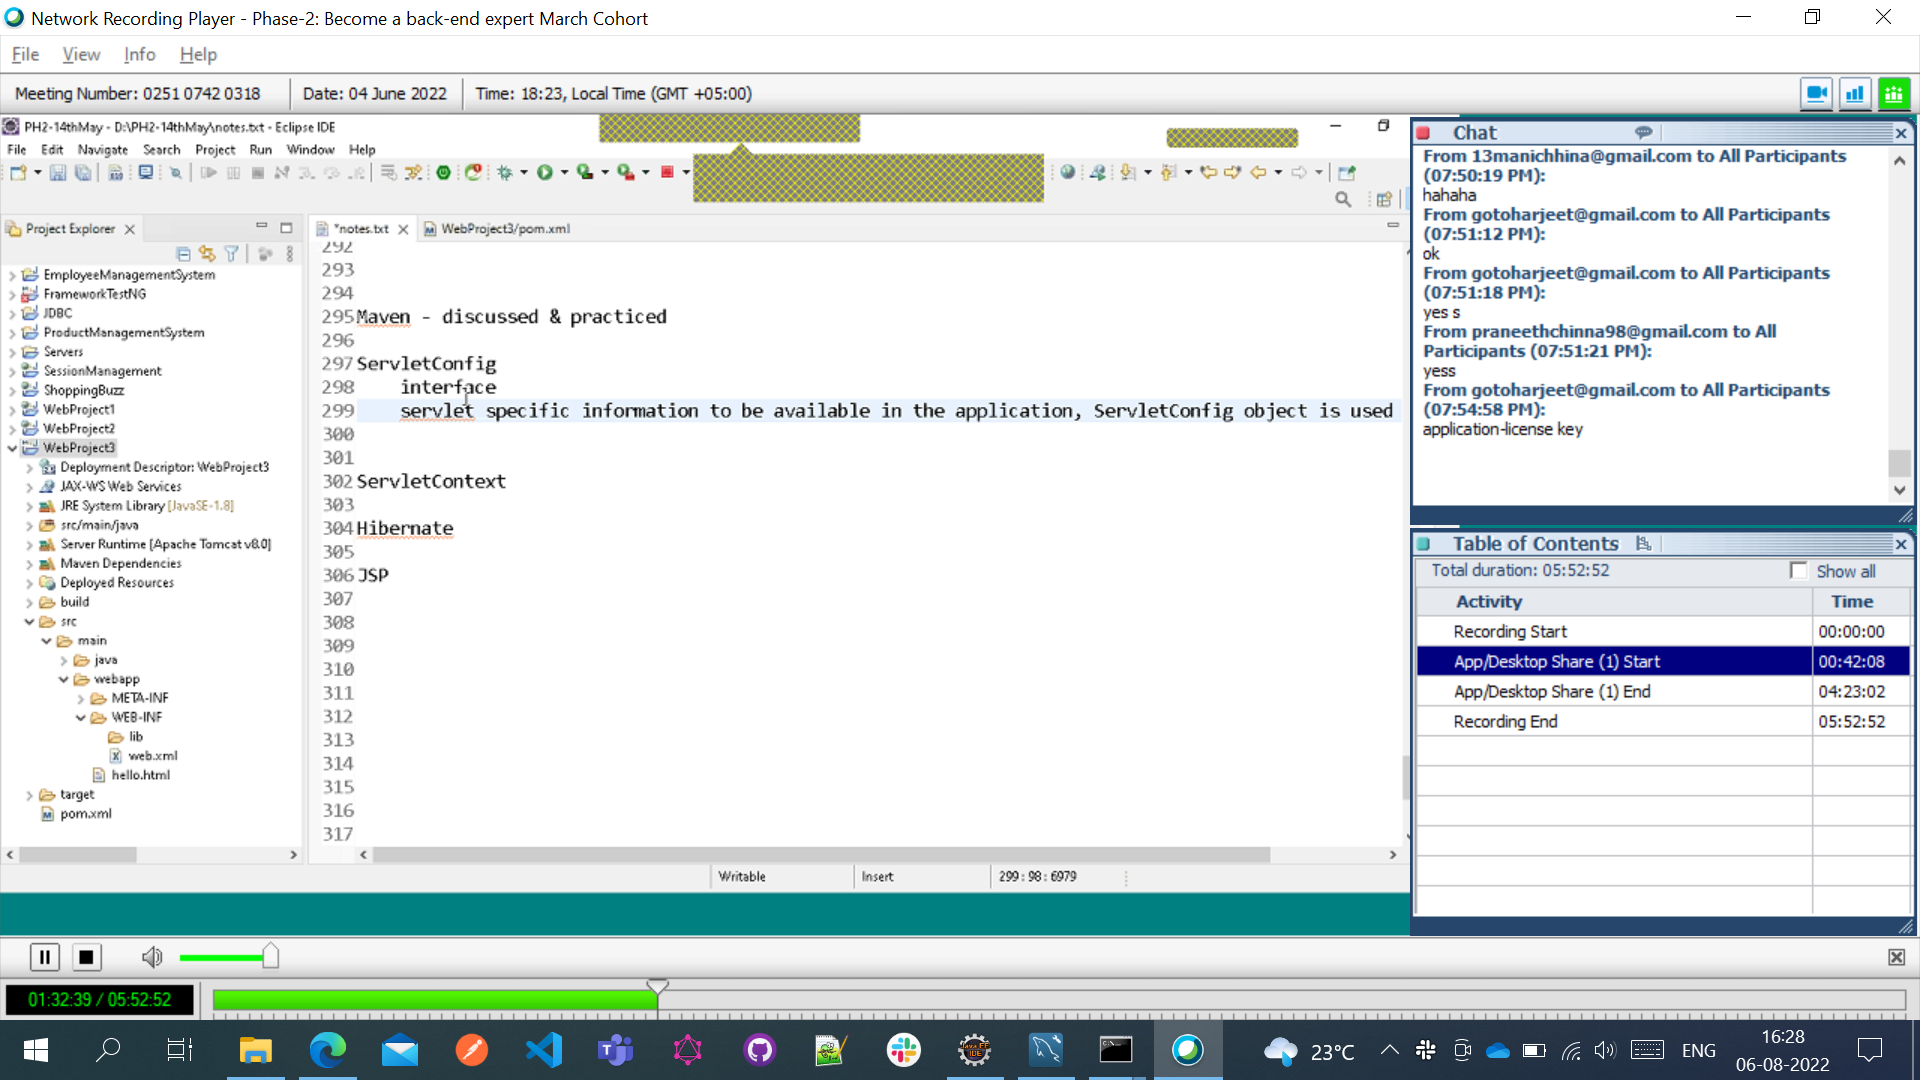 Network Recording Player - Phase-2: Become a back-end expert March Cohort
File View Info Help
Meeting Number: 0251 0742 0318 Date: 04 June 2022 Time: 18:23, Local Time (GMT +05:00)
PH2-14thMay - D:\PH2-14thMay\notes.txt - Eclipse IDE
File Edit Navigate Search Project Run Window Help
Project Explorer
EmployeeManagementSystem
FrameworkTestNG
JDBC
ProductManagementSystem
Servers
SessionManagement
ShoppingBuzz
WebProject1
WebProject2
WebProject3
Deployment Descriptor: WebProject3
JAX-WS Web Services
JRE System Library [JavaSE-1.8]
src/main/java
Server Runtime [Apache Tomcat v8.0]
Maven Dependencies
Deployed Resources
build
src
main
java
webapp
META-INF
WEB-INF
lib
web.xml
hello.html
target
pom.xml
*notes.txt WebProject3/pom.xml
292
293
294
295 Maven - discussed & practiced
296
297 ServletConfig
298 interface
299 servlet specific information to be available in the application, ServletConfig object is used
300
301
302 ServletContext
303
304 Hibernate
305
306 JSP
307
308
309
310
311
312
313
314
315
316
317
Writable Insert 299 : 98 : 6979
Chat
From 13manichhina@gmail.com to All Participants
(07:50:19 PM):
hahaha
From gotoharjeet@gmail.com to All Participants
(07:51:12 PM):
ok
From gotoharjeet@gmail.com to All Participants
(07:51:18 PM):
yes s
From praneethchinna98@gmail.com to All
Participants (07:51:21 PM):
yess
From gotoharjeet@gmail.com to All Participants
(07:54:58 PM):
application-license key
Table of Contents
Total duration: 05:52:52 Show all
Activity Time
Recording Start 00:00:00
App/Desktop Share (1) Start 00:42:08
App/Desktop Share (1) End 04:23:02
Recording End 05:52:52
01:32:39 / 05:52:52
23°C ENG 16:28
06-08-2022